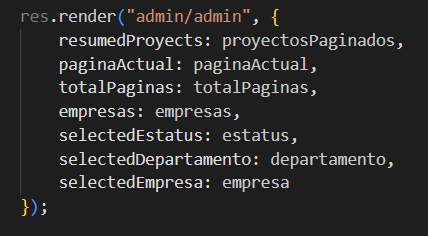 res.render("admin/admin", {
    resumedProyects: proyectosPaginados,
    paginaActual: paginaActual,
    totalPaginas: totalPaginas,
    empresas: empresas,
    selectedEstatus: estatus,
    selectedDepartamento: departamento,
    selectedEmpresa: empresa
});